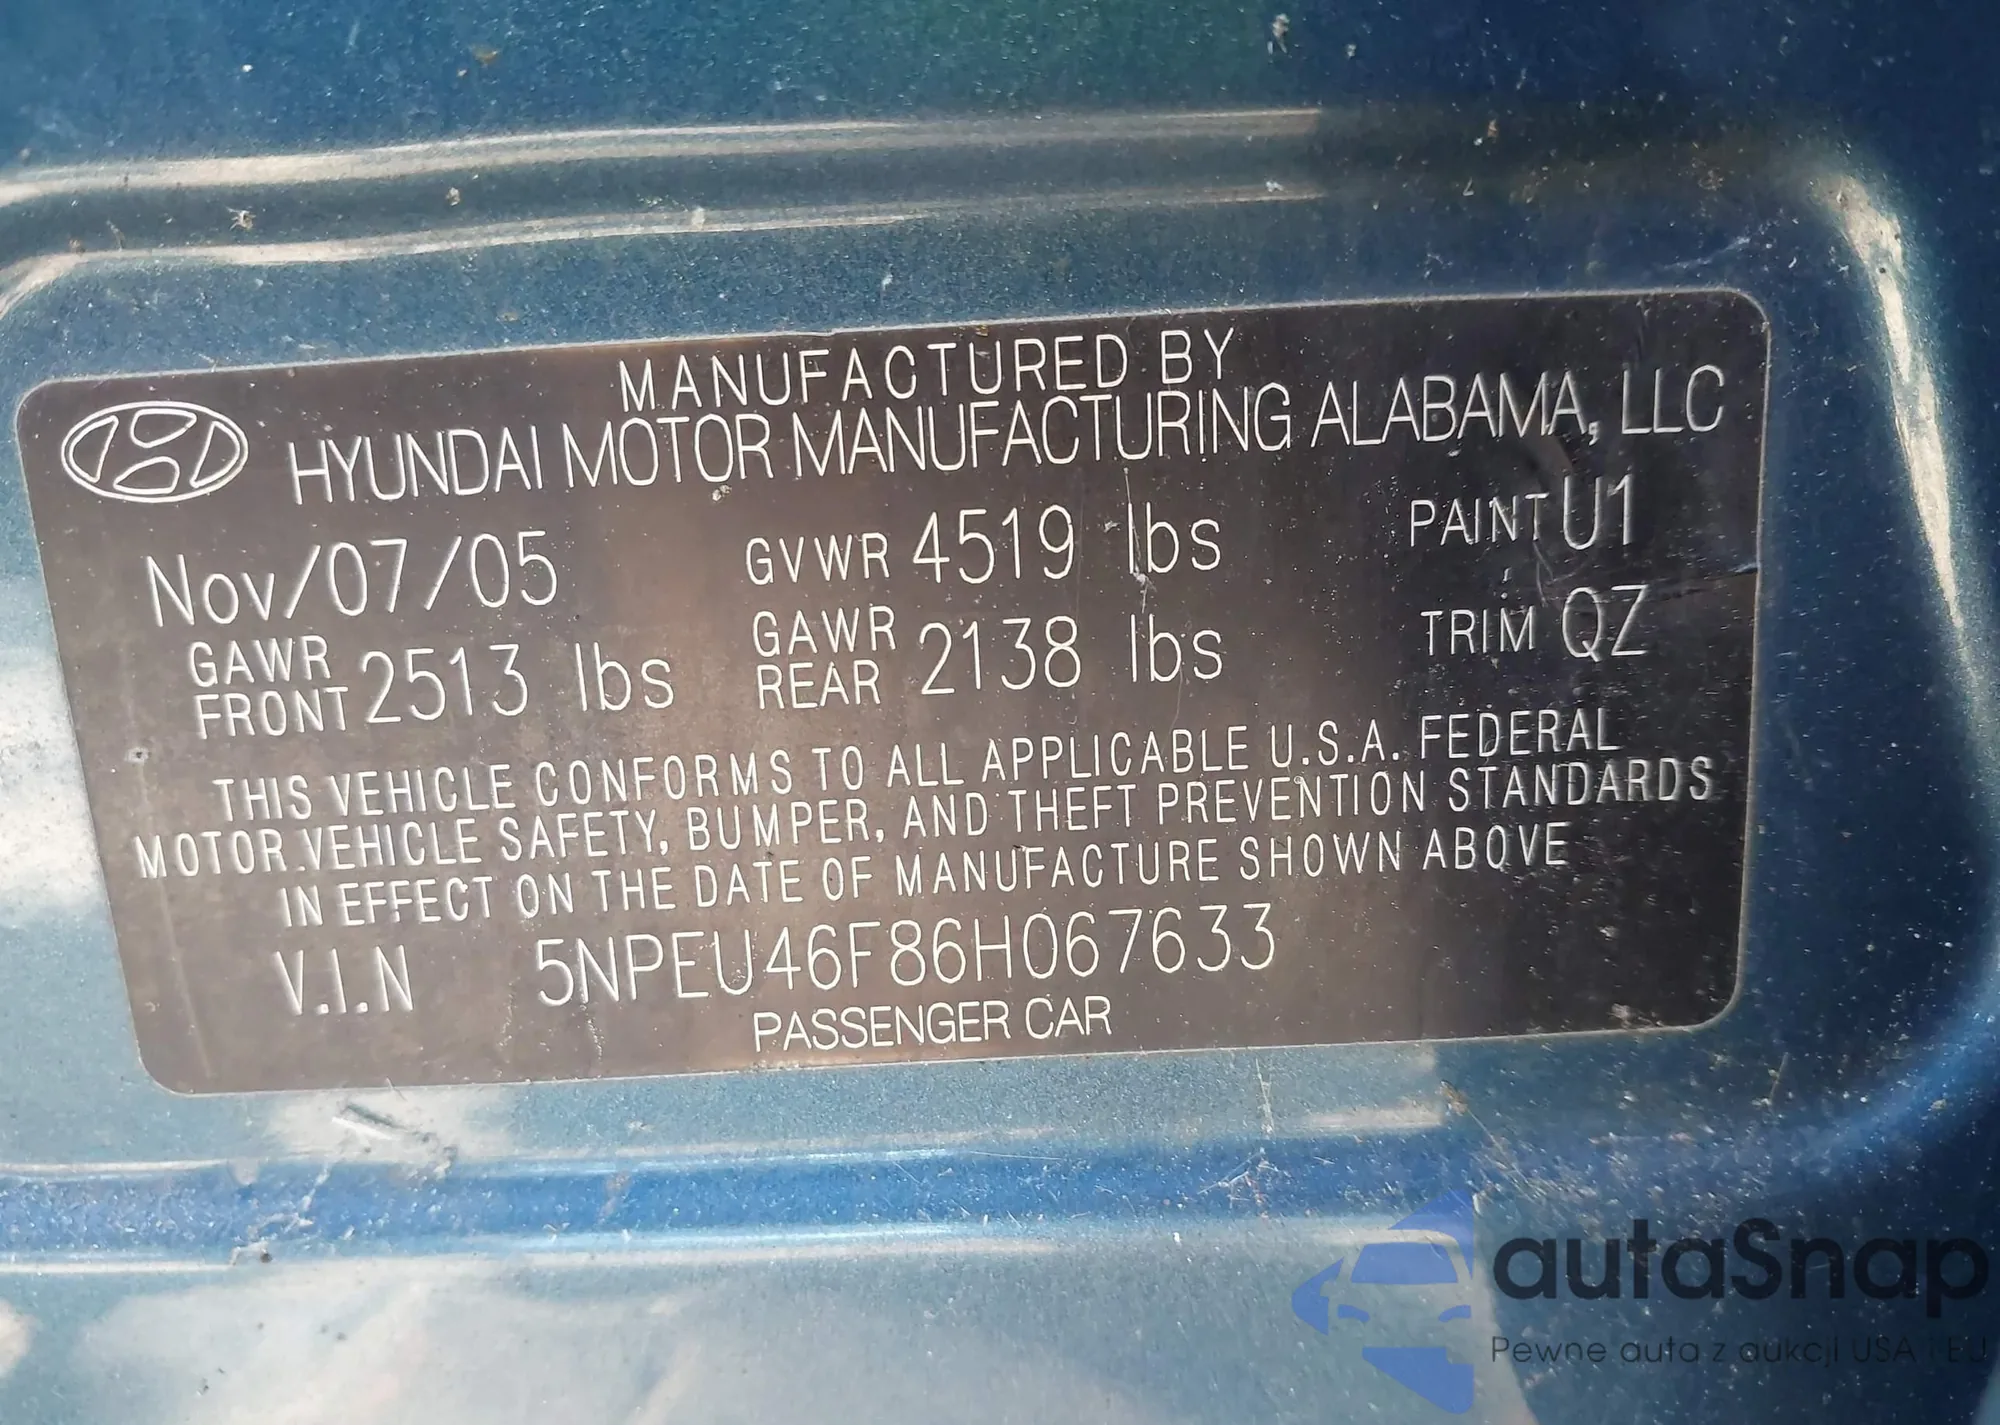 MANUFACTURED BY
HYUNDAI MOTOR MANUFACTURING ALABAMA, LLC
Nov/07/05 GVWR 4519 lbs PAINT U1
GAWR FRONT 2513 lbs GAWR REAR 2138 lbs TRIM QZ
THIS VEHICLE CONFORMS TO ALL APPLICABLE U.S.A. FEDERAL
MOTOR VEHICLE SAFETY, BUMPER, AND THEFT PREVENTION STANDARDS
IN EFFECT ON THE DATE OF MANUFACTURE SHOWN ABOVE
V.I.N 5NPEU46F86H067633
PASSENGER CAR
autaSnap
Pewne auta z aukcji USA i EU